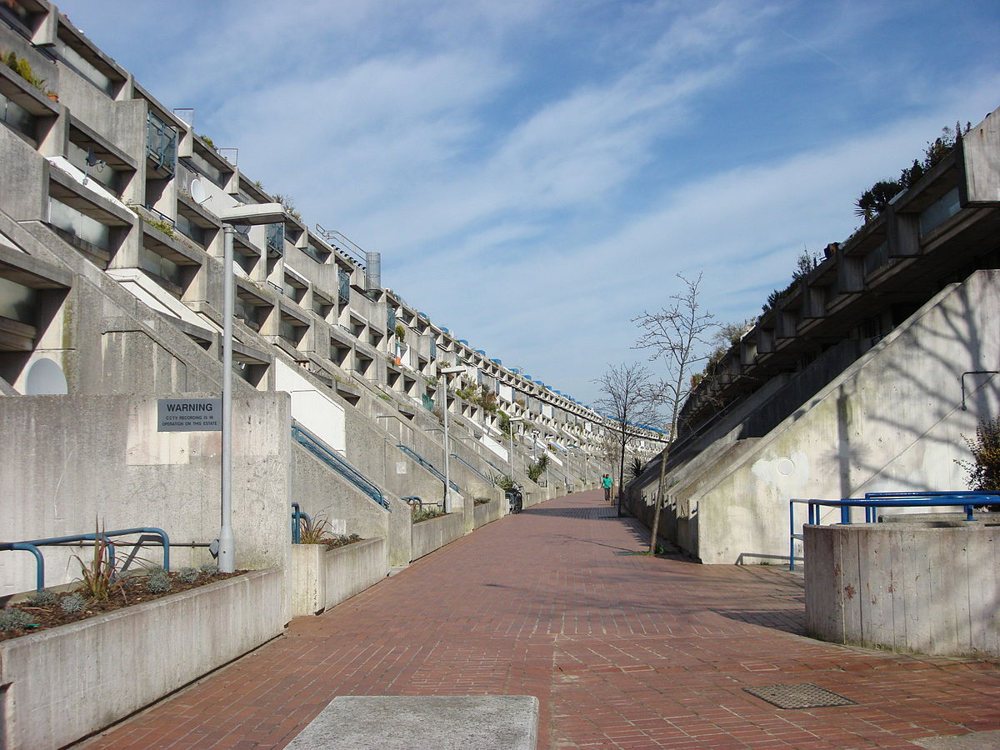 WARNING
CCTV RECORDING IS IN
OPERATION ON THIS ESTATE